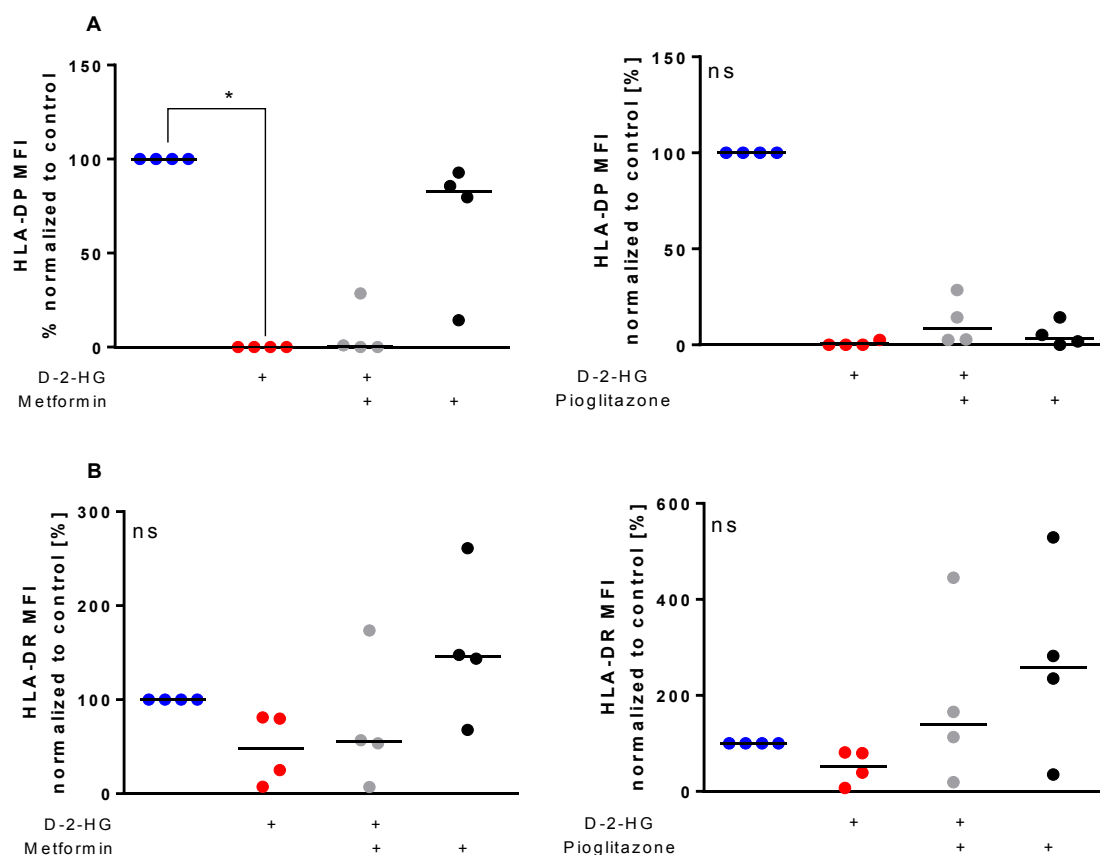 A
HLA-DP MFI
% normalized to control
150
100
50
0
*
D-2-HG + +
Metformin + +
HLA-DP MFI
normalized to control [%]
150
100
50
0
ns
D-2-HG + +
Pioglitazone + +
B
HLA-DR MFI
normalized to control [%]
300
200
100
0
ns
D-2-HG + +
Metformin + +
HLA-DR MFI
normalized to control [%]
600
400
200
0
ns
D-2-HG + +
Pioglitazone + +